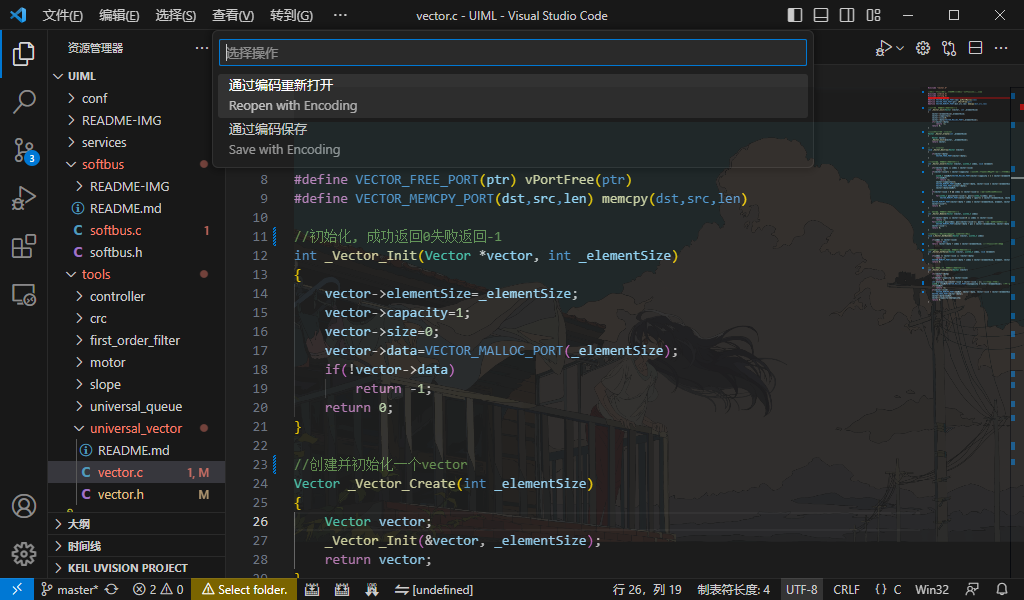 文件(F) 编辑(E) 选择(S) 查看(V) 转到(G) ··· vector.c - UIML - Visual Studio Code
资源管理器 ···
选择操作
通过编码重新打开
Reopen with Encoding
通过编码保存
Save with Encoding
UIML
conf
README-IMG
services
softbus
README-IMG
README.md
C softbus.c 1
C softbus.h
tools
controller
crc
first_order_filter
motor
slope
universal_queue
universal_vector
README.md
C vector.c 1, M
C vector.h M
大纲
时间线
KEIL UVISION PROJECT
3
8 #define VECTOR_FREE_PORT(ptr) vPortFree(ptr)
9 #define VECTOR_MEMCPY_PORT(dst,src,len) memcpy(dst,src,len)
10
11 //初始化, 成功返回0失败返回-1
12 int _Vector_Init(Vector *vector, int _elementSize)
13 {
14 vector->elementSize=_elementSize;
15 vector->capacity=1;
16 vector->size=0;
17 vector->data=VECTOR_MALLOC_PORT(_elementSize);
18 if(!vector->data)
19 return -1;
20 return 0;
21 }
22
23 //创建并初始化一个vector
24 Vector _Vector_Create(int _elementSize)
25 {
26 Vector vector;
27 _Vector_Init(&vector, _elementSize);
28 return vector;
29 }
master* 2 0 Select folder. [undefined] 行 26，列 19 制表符长度: 4 UTF-8 CRLF {} C Win32